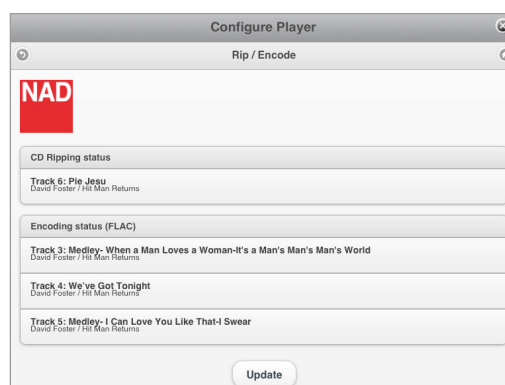 Configure Player
Rip / Encode
NAD
CD Ripping status
Track 6: Pie Jesu
David Foster / Hit Man Returns
Encoding status (FLAC)
Track 3: Medley- When a Man Loves a Woman-It's a Man's Man's Man's World
David Foster / Hit Man Returns
Track 4: We've Got Tonight
David Foster / Hit Man Returns
Track 5: Medley- I Can Love You Like That-I Swear
David Foster / Hit Man Returns
Update